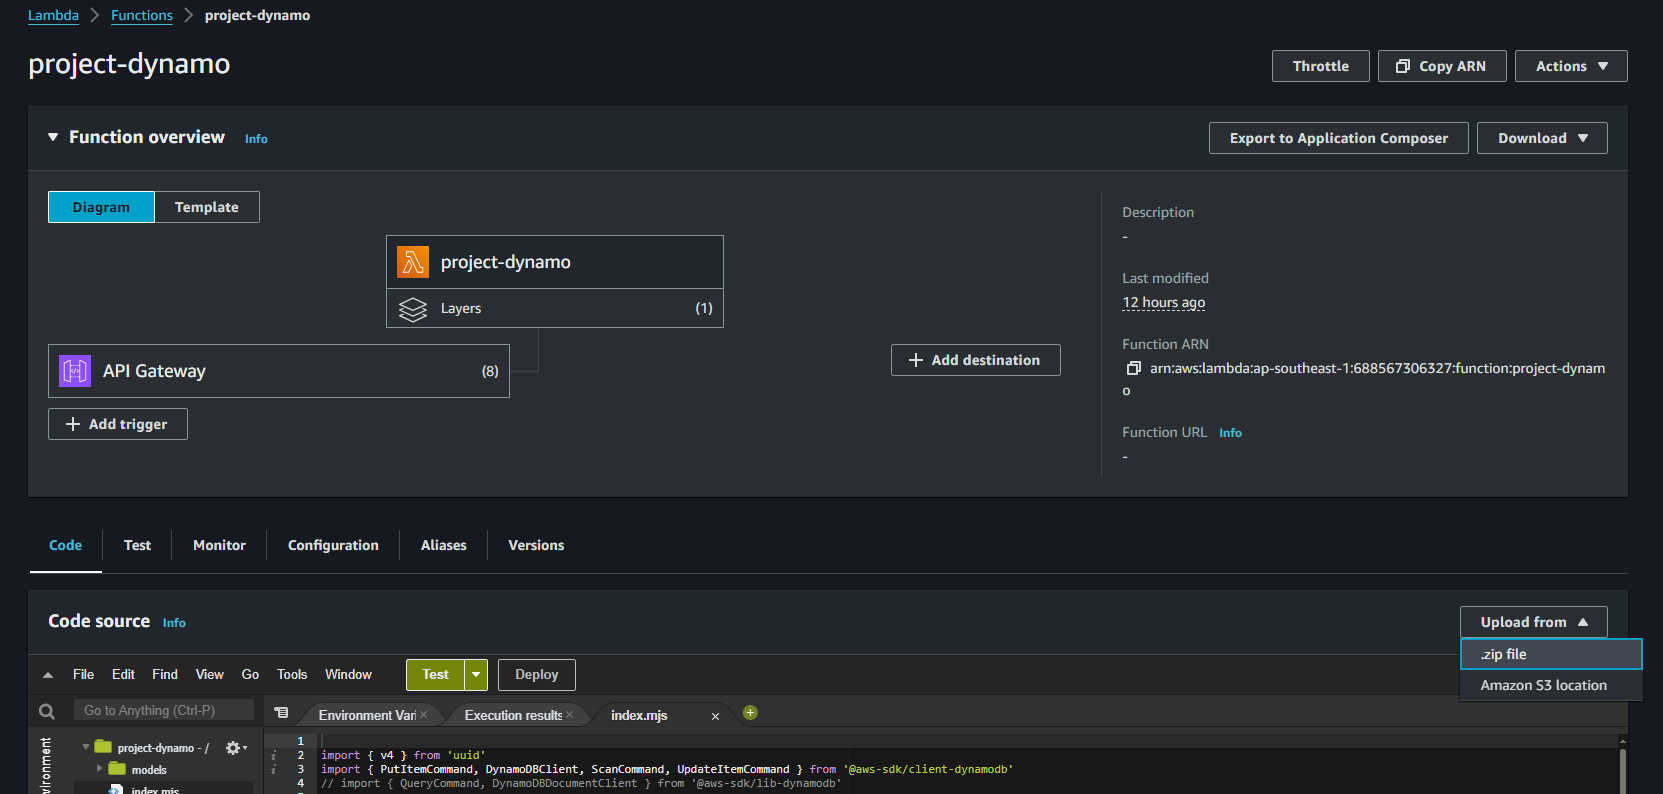 Lambda Functions project-dynamo
project-dynamo
Throttle Copy ARN Actions
Function overview Info
Export to Application Composer Download
Diagram Template
project-dynamo
Layers (1)
API Gateway (8)
Add trigger
Add destination
Description
-
Last modified
12 hours ago
Function ARN
arn:aws:lambda:ap-southeast-1:688567306327:function:project-dynam
o
Function URL Info
-
Code Test Monitor Configuration Aliases Versions
Code source Info
Upload from
.zip file
Amazon S3 location
File Edit Find View Go Tools Window Test Deploy
Go to Anything (Ctrl-P)
Environment Vari Execution results index.mjs
project-dynamo - /
models
index.mjs
1
2 import { v4 } from 'uuid'
3 import { PutItemCommand, DynamoDBClient, ScanCommand, UpdateItemCommand } from '@aws-sdk/client-dynamodb'
4 // import { QueryCommand, DynamoDBDocumentClient } from '@aws-sdk/lib-dynamodb'